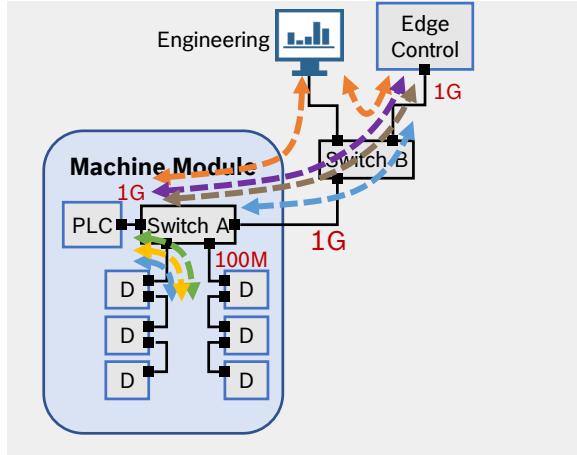 Engineering
Edge
Control
1G
Switch B
Machine Module
1G
PLC
Switch A
1G
100M
D
D
D
D
D
D